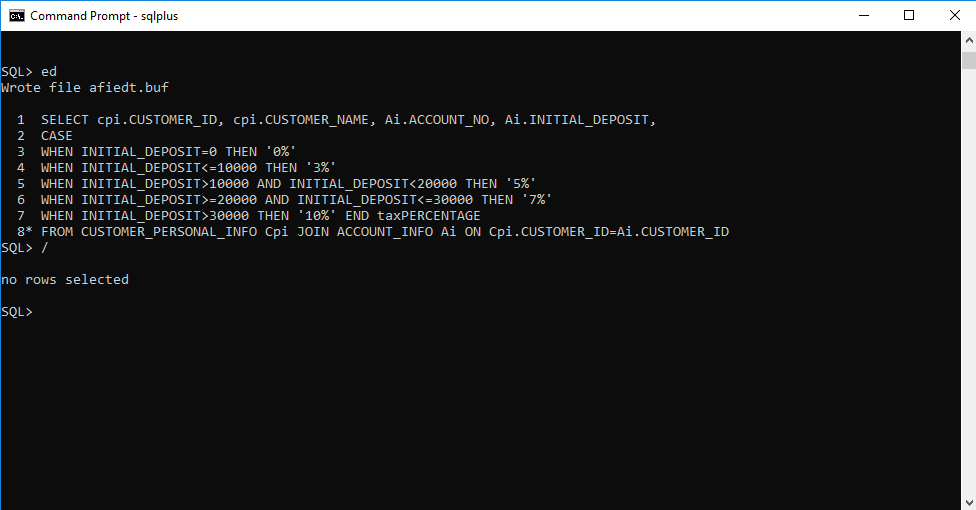 Command Prompt - sqlplus
SQL> ed
Wrote file afiedt.buf
  1  SELECT cpi.CUSTOMER_ID, cpi.CUSTOMER_NAME, Ai.ACCOUNT_NO, Ai.INITIAL_DEPOSIT,
  2  CASE
  3  WHEN INITIAL_DEPOSIT=0 THEN '0%'
  4  WHEN INITIAL_DEPOSIT<=10000 THEN '3%'
  5  WHEN INITIAL_DEPOSIT>10000 AND INITIAL_DEPOSIT<20000 THEN '5%'
  6  WHEN INITIAL_DEPOSIT>=20000 AND INITIAL_DEPOSIT<=30000 THEN '7%'
  7  WHEN INITIAL_DEPOSIT>30000 THEN '10%' END taxPERCENTAGE
  8* FROM CUSTOMER_PERSONAL_INFO Cpi JOIN ACCOUNT_INFO Ai ON Cpi.CUSTOMER_ID=Ai.CUSTOMER_ID
SQL> /
no rows selected
SQL>